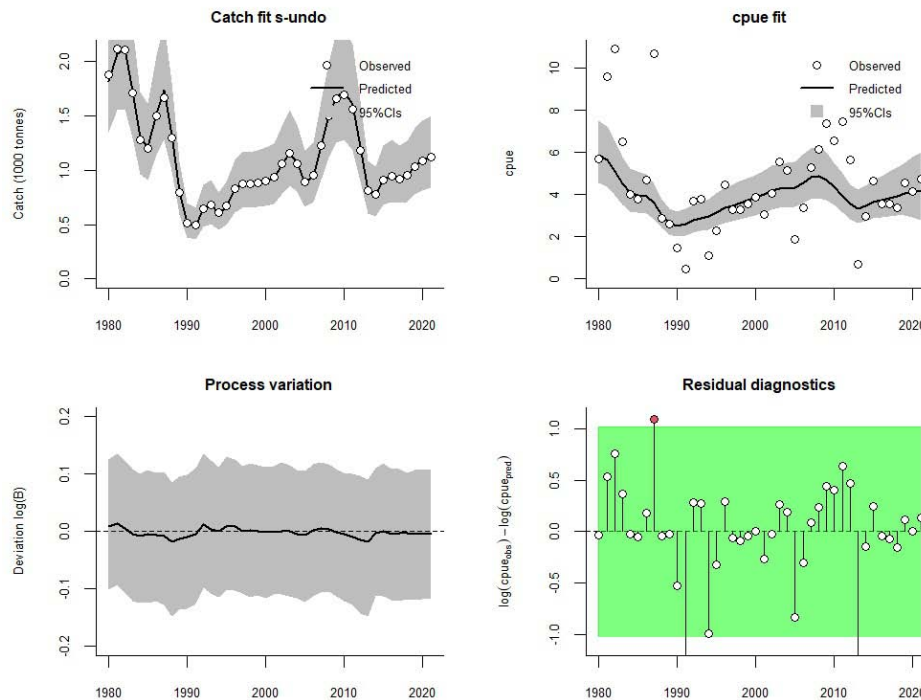 Catch fit s-undo
Catch (1000 tonnes)
2.0
1.5
1.0
0.5
0.0
Observed
Predicted
95%CIs
1980 1990 2000 2010 2020
cpue fit
cpue
10
8
6
4
2
0
Observed
Predicted
95%CIs
1980 1990 2000 2010 2020
Process variation
Deviation log(B)
0.2
0.1
0.0
-0.1
-0.2
1980 1990 2000 2010 2020
Residual diagnostics
log(cpue_obs) − log(cpue_pred)
1.0
0.5
0.0
-0.5
-1.0
1980 1990 2000 2010 2020